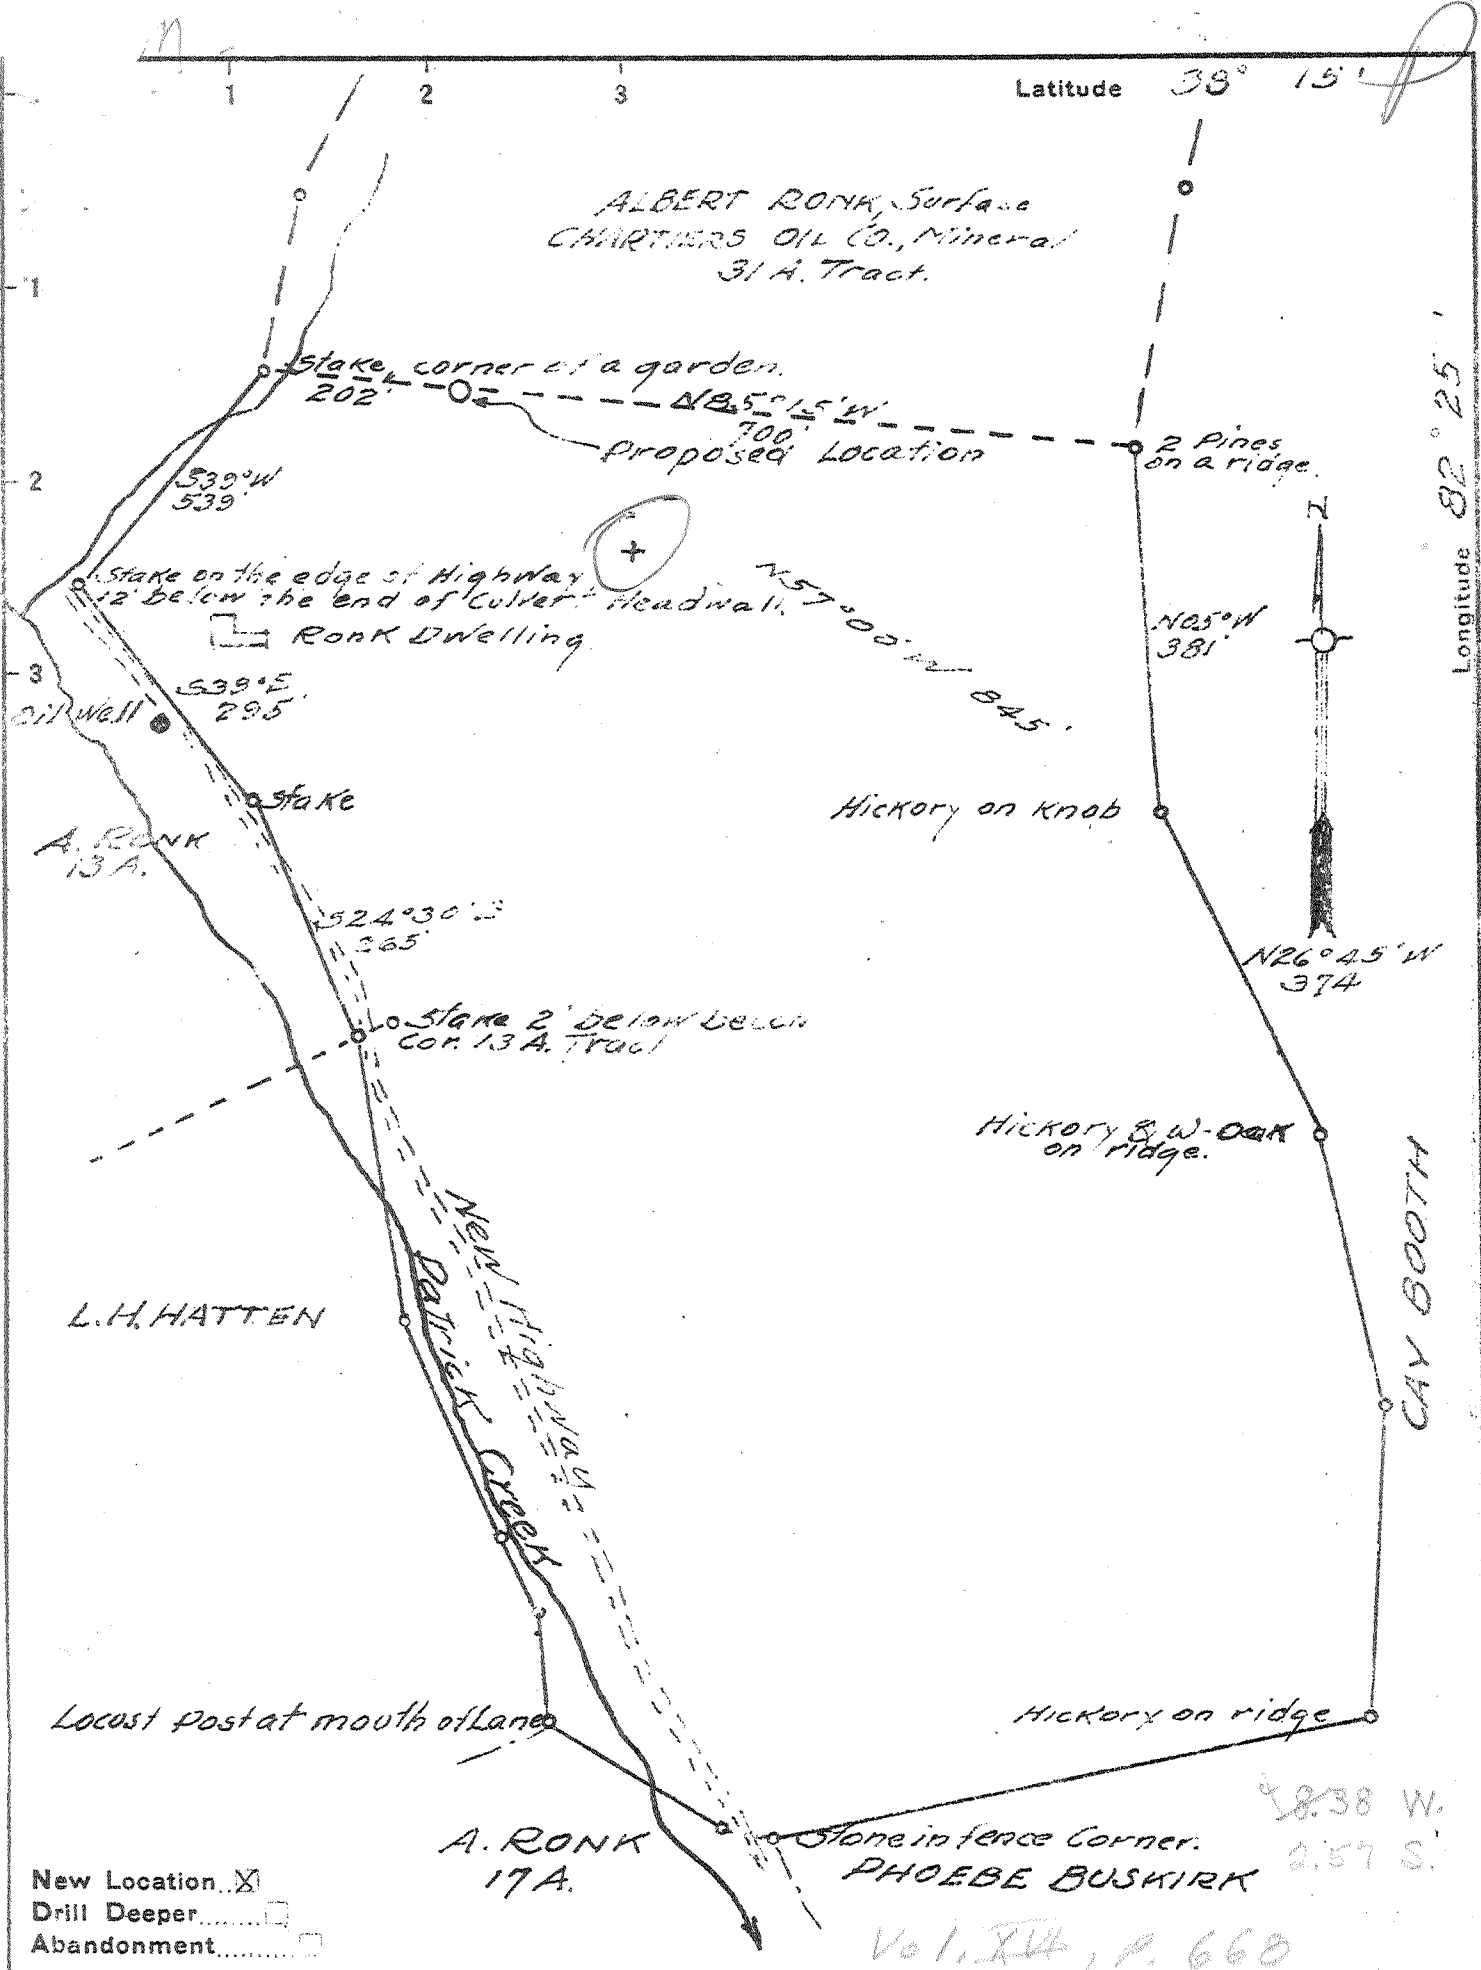 1 2 3
Latitude 38° 15'
ALBERT RONK, Surface
CHARTIERS OIL CO., Mineral
31 A. Tract.
1
Stake, corner of a garden.
202'
N85°15'W
700'
Proposed Location
2 Pines
on a ridge.
Longitude 82° 25'
2
S39°W
539'
N
+
Stake on the edge of Highway
12' below the end of Culvert Headwall.
Ronk Dwelling
N57°00'W 845'
N05°W
381'
3
S39°E
295'
Oil Well
Stake
Hickory on Knob
A. RONK
13 A.
S24°30'E
265'
N26°45'W
374
Stake 2' below beech
Cor. 13 A. Tract
Hickory & W-Oak
on ridge.
CAY BOOTH
New Highway
Patrick Creek
L.H. HATTEN
Locust Post at mouth of Lane
Hickory on ridge
8.38 W.
2.57 S.
A. RONK
17 A.
Stone in fence Corner.
PHOEBE BUSKIRK
New Location..X
Drill Deeper
Abandonment
Vol. , p. 668